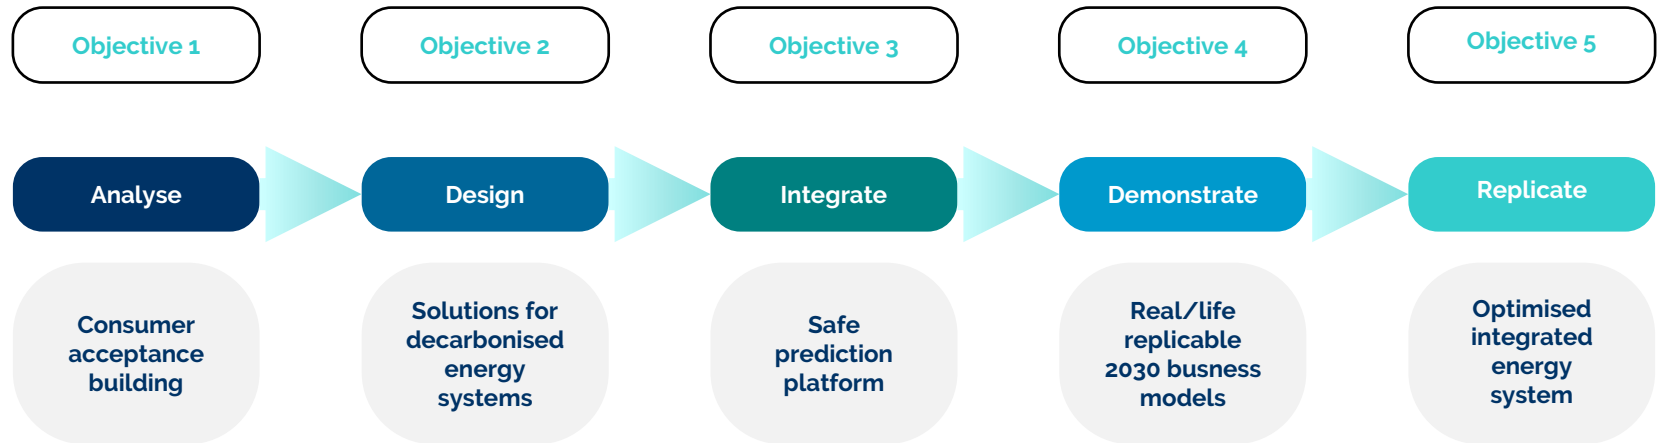 Objective 1
Objective 2
Objective 3
Objective 4
Objective 5
Analyse
Design
Integrate
Demonstrate
Replicate
Consumer
acceptance
building
Solutions for
decarbonised
energy
systems
Safe
prediction
platform
Real/life
replicable
2030 busness
models
Optimised
integrated
energy
system